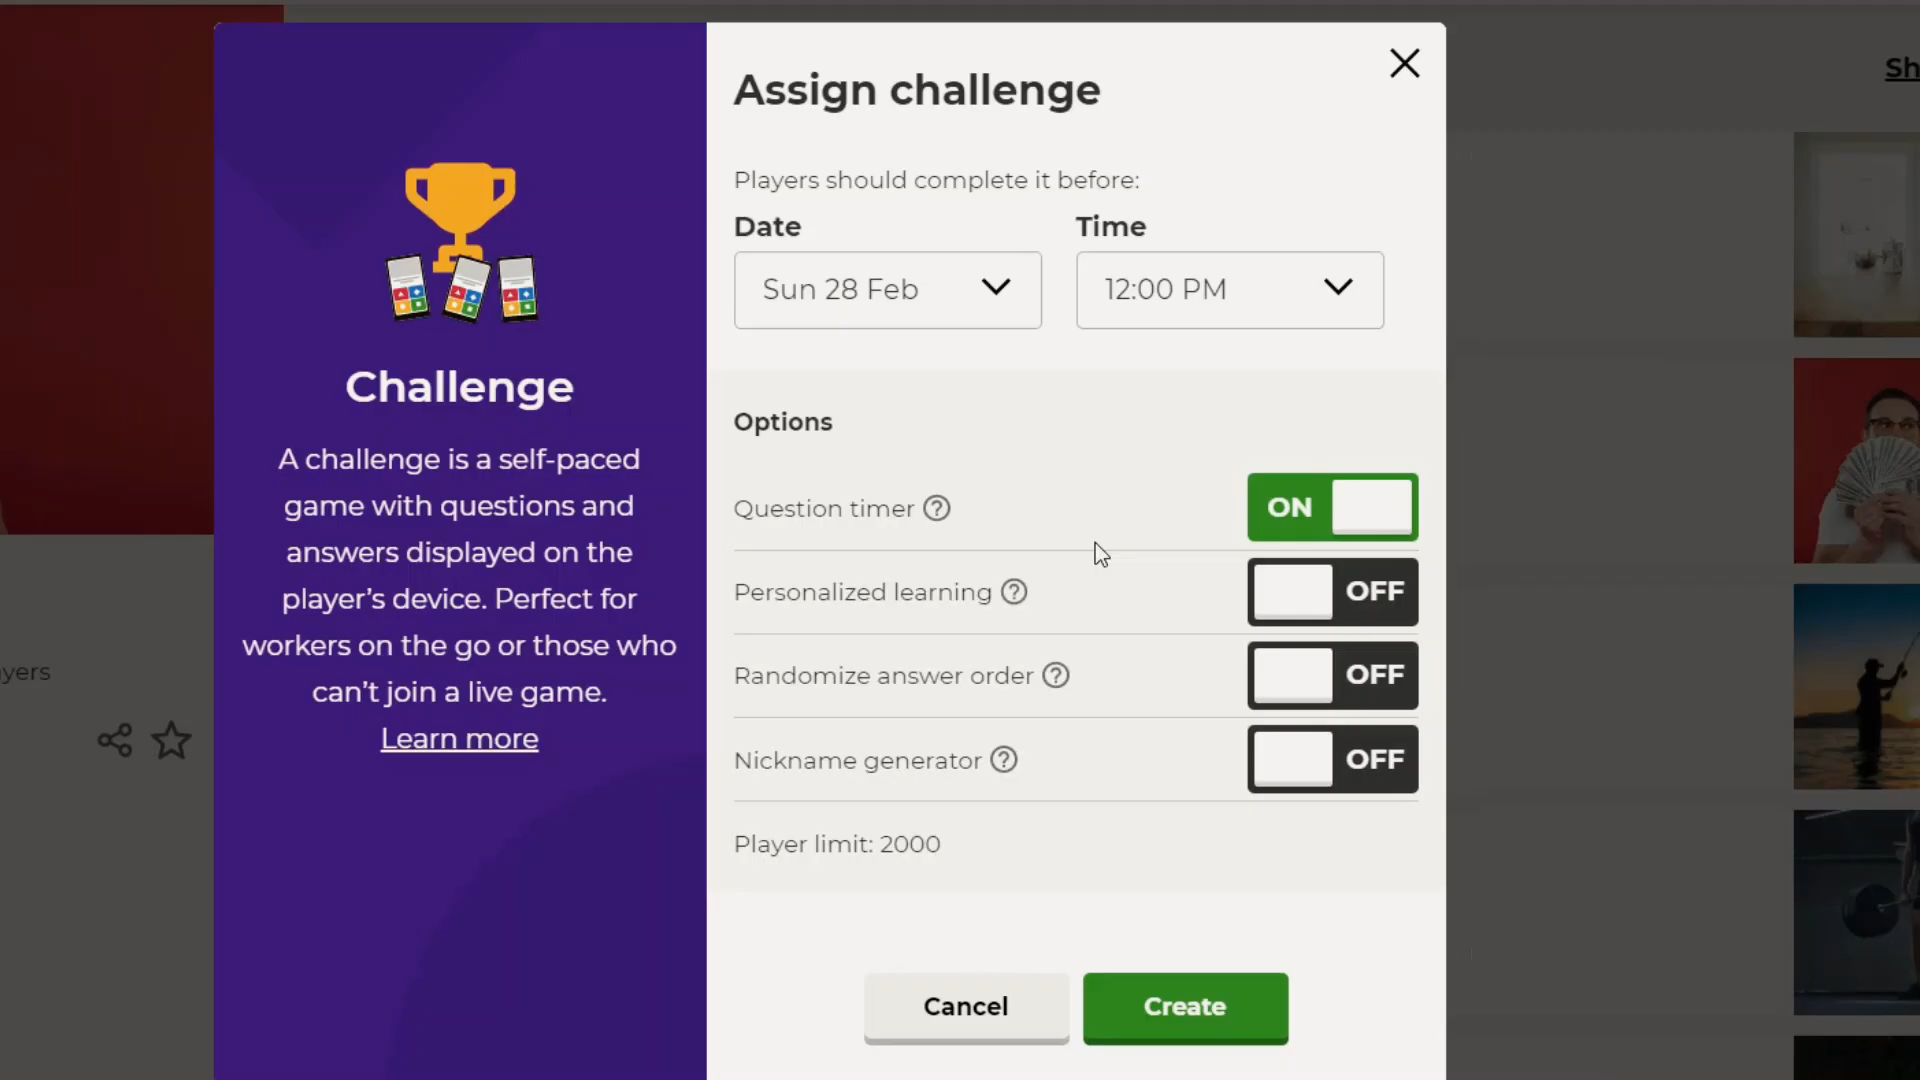 Sh
Assign challenge
Players should complete it before:
Date Time
Sun 28 Feb 12:00 PM
Challenge
A challenge is a self-paced
game with questions and
answers displayed on the
player's device. Perfect for
workers on the go or those who
can't join a live game.
Learn more
Options
Question timer ? ON
Personalized learning ? OFF
Randomize answer order ? OFF
Nickname generator ? OFF
Player limit: 2000
yers
Cancel Create